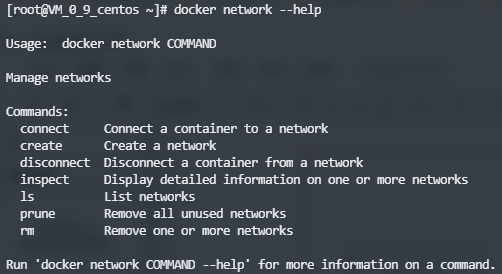 [root@VM_0_9_centos ~]# docker network --help
Usage:  docker network COMMAND
Manage networks
Commands:
  connect     Connect a container to a network
  create      Create a network
  disconnect  Disconnect a container from a network
  inspect     Display detailed information on one or more networks
  ls          List networks
  prune       Remove all unused networks
  rm          Remove one or more networks
Run 'docker network COMMAND --help' for more information on a command.